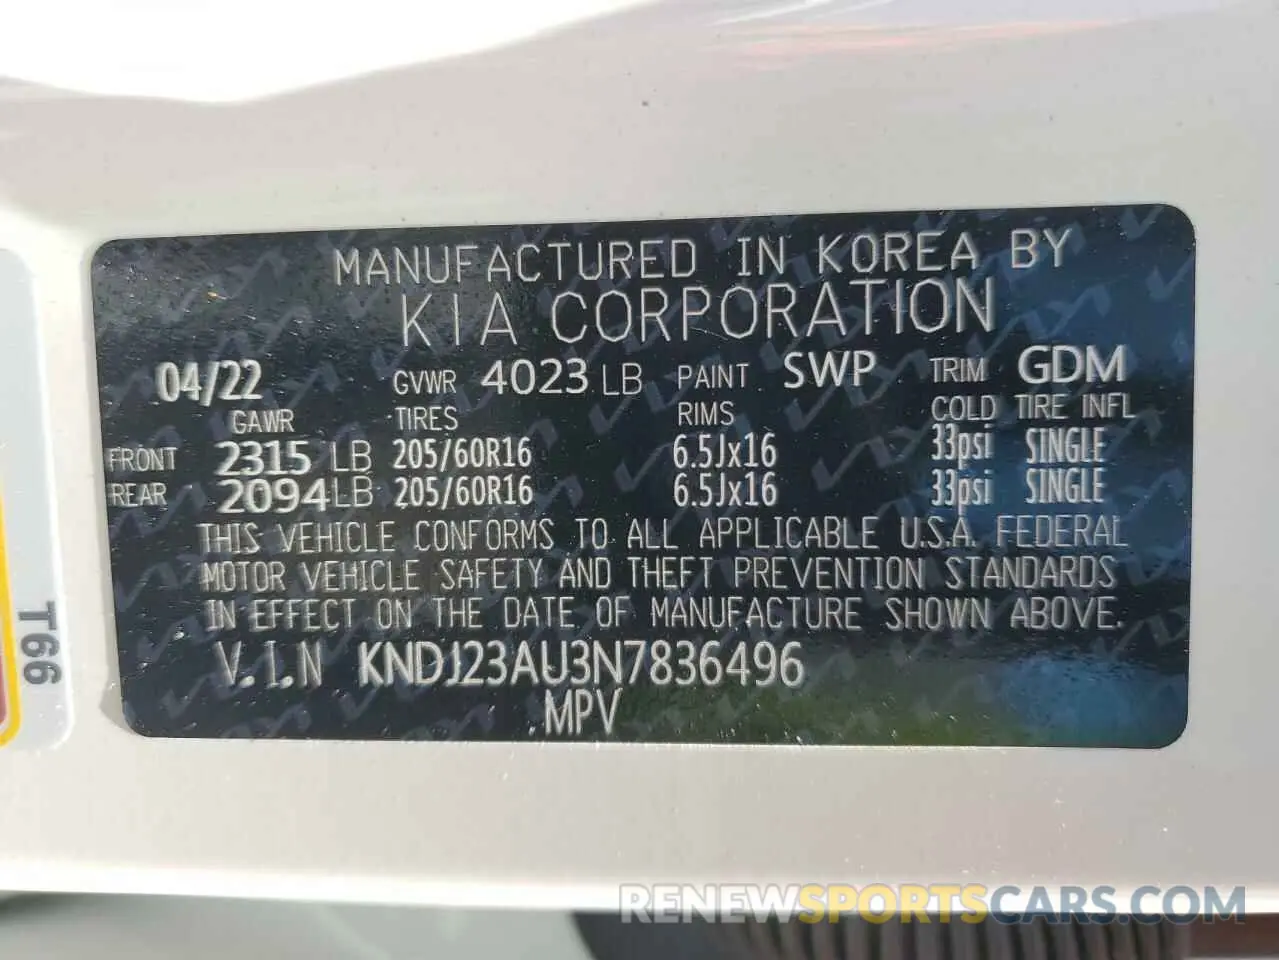 MANUFACTURED IN KOREA BY
KIA CORPORATION
04/22 GVWR 4023 LB PAINT SWP TRIM GDM
GAWR TIRES RIMS COLD TIRE INFL
FRONT 2315 LB 205/60R16 6.5Jx16 33psi SINGLE
REAR 2094 LB 205/60R16 6.5Jx16 33psi SINGLE
THIS VEHICLE CONFORMS TO ALL APPLICABLE U.S.A. FEDERAL
MOTOR VEHICLE SAFETY AND THEFT PREVENTION STANDARDS
IN EFFECT ON THE DATE OF MANUFACTURE SHOWN ABOVE.
V.I.N KNDJ23AU3N7836496
MPV
T66
RENEWSPORTSCARS.COM